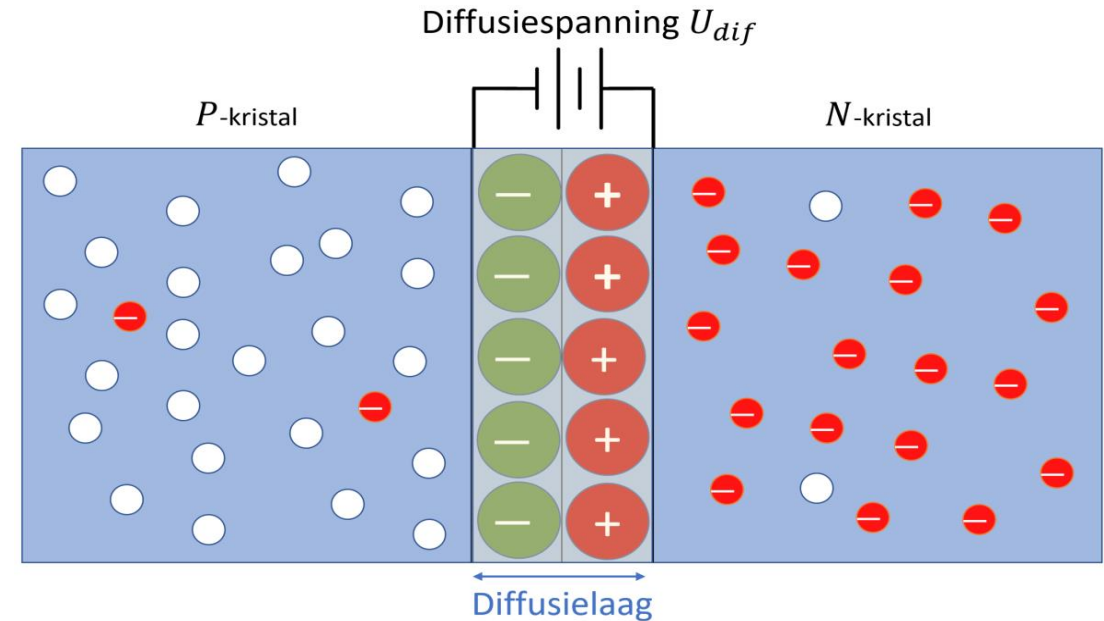 Diffusiespanning U_dif
P-kristal
N-kristal
− +
− +
− +
− +
− +
Diffusielaag